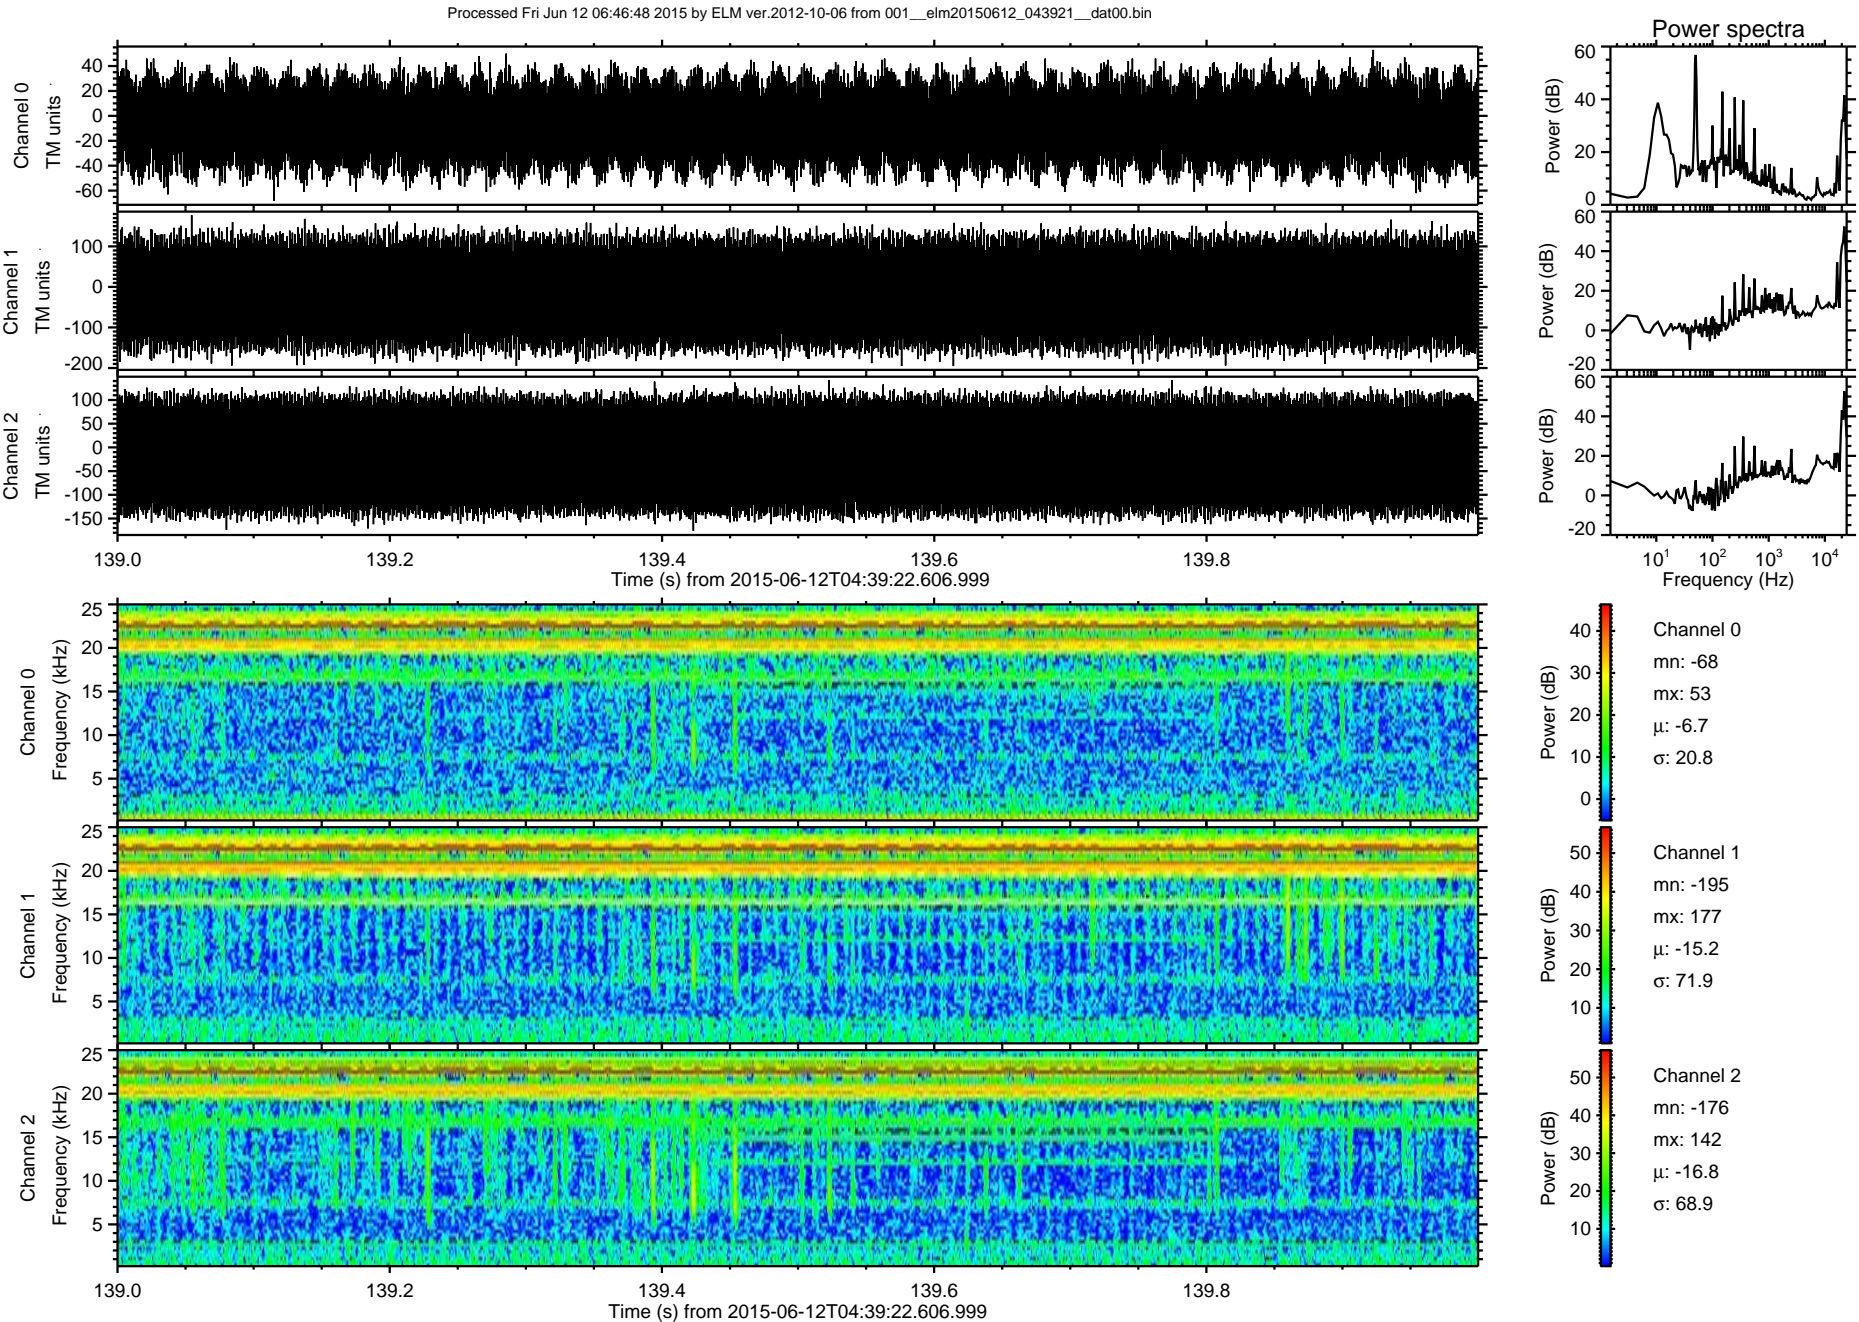 Processed Fri Jun 12 06:46:48 2015 by ELM ver.2012-10-06 from 001__elm20150612_043921__dat00.bin
Power spectra
Channel 0
TM units
40
20
0
-20
-40
-60
Power (dB)
60
40
20
0
Channel 1
TM units
100
0
-100
-200
Power (dB)
60
40
20
0
-20
Channel 2
TM units
100
50
0
-50
-100
-150
Power (dB)
60
40
20
0
-20
139.0 139.2 139.4 139.6 139.8
Time (s) from 2015-06-12T04:39:22.606.999
10^1 10^2 10^3 10^4
Frequency (Hz)
Channel 0
Frequency (kHz)
25
20
15
10
5
Power (dB)
40
30
20
10
0
Channel 0
mn: -68
mx: 53
μ: -6.7
σ: 20.8
Channel 1
Frequency (kHz)
25
20
15
10
5
Power (dB)
50
40
30
20
10
Channel 1
mn: -195
mx: 177
μ: -15.2
σ: 71.9
Channel 2
Frequency (kHz)
25
20
15
10
5
Power (dB)
50
40
30
20
10
Channel 2
mn: -176
mx: 142
μ: -16.8
σ: 68.9
139.0 139.2 139.4 139.6 139.8
Time (s) from 2015-06-12T04:39:22.606.999